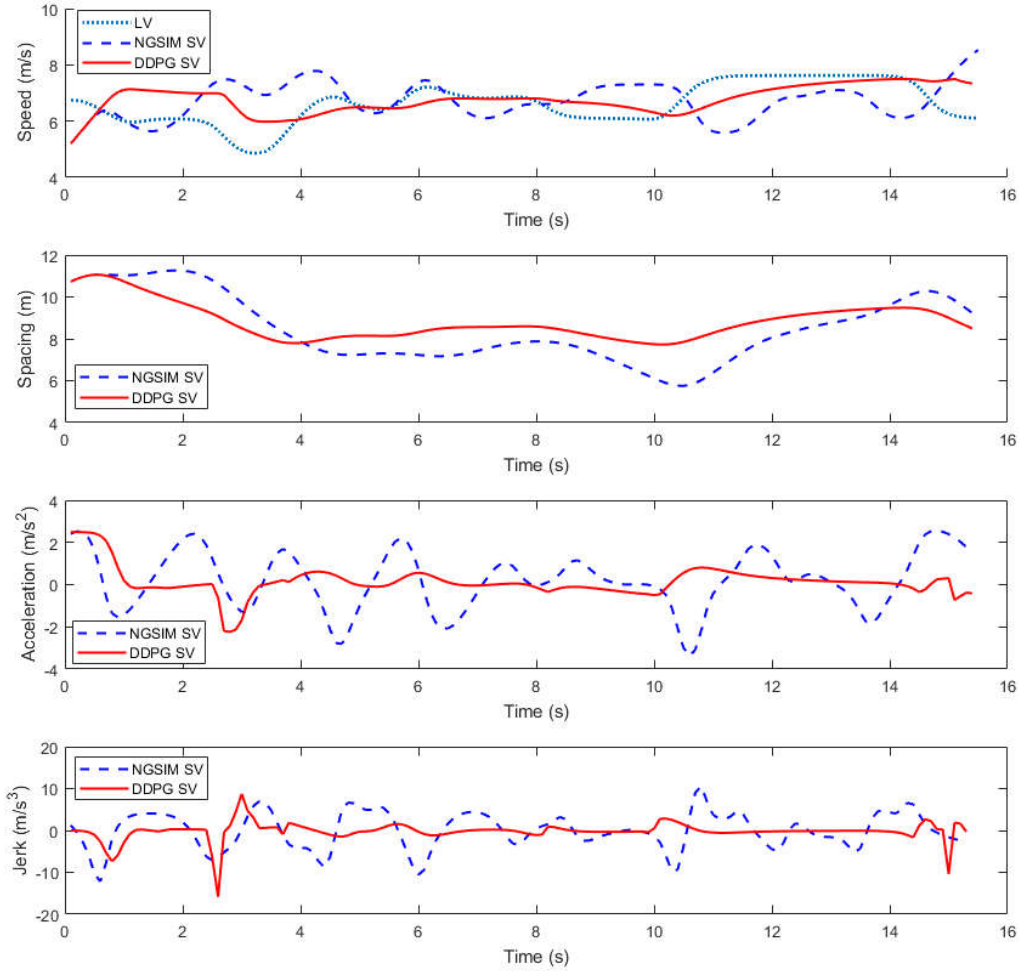 10
8
6
4
Speed (m/s)
LV
NGSIM SV
DDPG SV
0 2 4 6 8 10 12 14 16
Time (s)
12
10
8
6
4
Spacing (m)
NGSIM SV
DDPG SV
0 2 4 6 8 10 12 14 16
Time (s)
4
2
0
-2
-4
Acceleration (m/s²)
NGSIM SV
DDPG SV
0 2 4 6 8 10 12 14 16
Time (s)
20
10
0
-10
-20
Jerk (m/s³)
NGSIM SV
DDPG SV
0 2 4 6 8 10 12 14 16
Time (s)